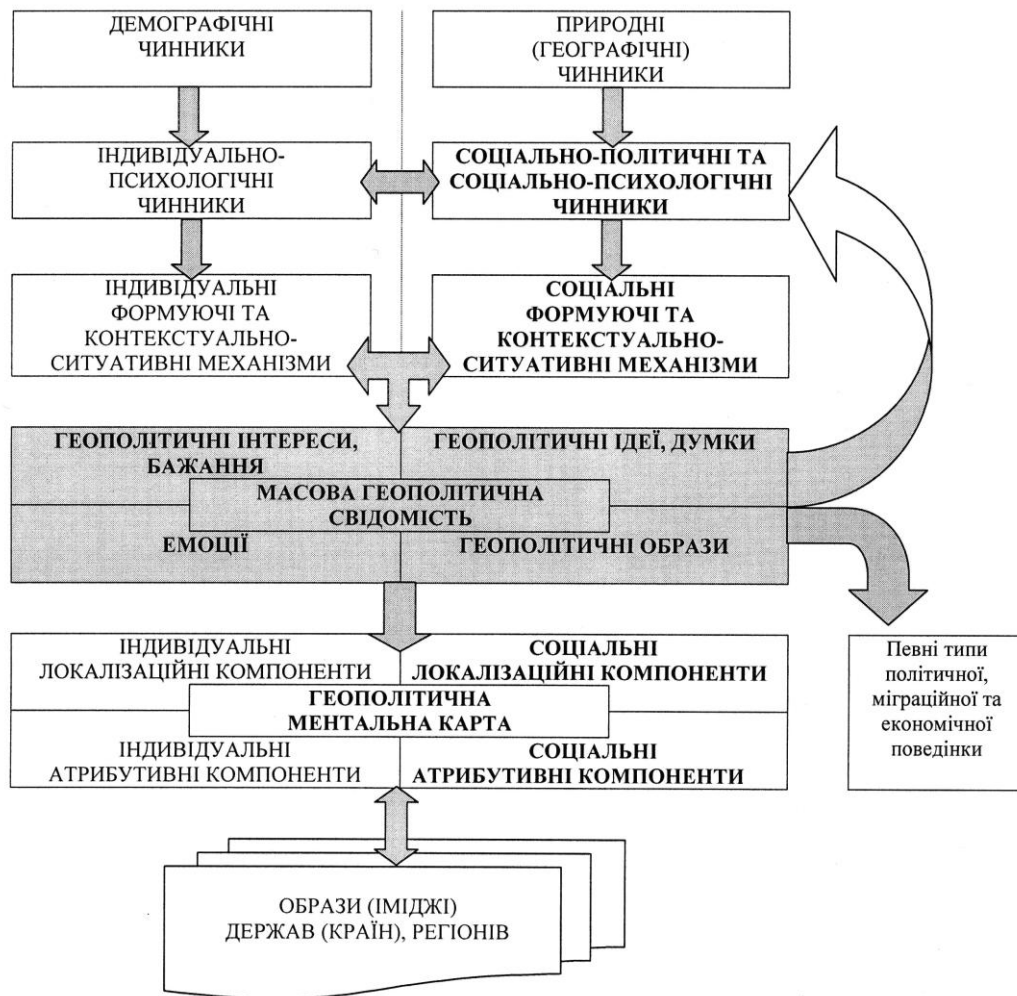 ДЕМОГРАФІЧНІ
ЧИННИКИ
ПРИРОДНІ
(ГЕОГРАФІЧНІ)
ЧИННИКИ
ІНДИВІДУАЛЬНО-
ПСИХОЛОГІЧНІ
ЧИННИКИ
СОЦІАЛЬНО-ПОЛІТИЧНІ ТА
СОЦІАЛЬНО-ПСИХОЛОГІЧНІ
ЧИННИКИ
ІНДИВІДУАЛЬНІ
ФОРМУЮЧІ ТА
КОНТЕКСТУАЛЬНО-
СИТУАТИВНІ МЕХАНІЗМИ
СОЦІАЛЬНІ
ФОРМУЮЧІ ТА
КОНТЕКСТУАЛЬНО-
СИТУАТИВНІ МЕХАНІЗМИ
ГЕОПОЛІТИЧНІ ІНТЕРЕСИ,
БАЖАННЯ
ГЕОПОЛІТИЧНІ ІДЕЇ, ДУМКИ
МАСОВА ГЕОПОЛІТИЧНА
СВІДОМІСТЬ
ЕМОЦІЇ
ГЕОПОЛІТИЧНІ ОБРАЗИ
ІНДИВІДУАЛЬНІ
ЛОКАЛІЗАЦІЙНІ КОМПОНЕНТИ
СОЦІАЛЬНІ
ЛОКАЛІЗАЦІЙНІ КОМПОНЕНТИ
ГЕОПОЛІТИЧНА
МЕНТАЛЬНА КАРТА
ІНДИВІДУАЛЬНІ
АТРИБУТИВНІ КОМПОНЕНТИ
СОЦІАЛЬНІ
АТРИБУТИВНІ КОМПОНЕНТИ
Певні типи
політичної,
міграційної та
економічної
поведінки
ОБРАЗИ (ІМІДЖІ)
ДЕРЖАВ (КРАЇН), РЕГІОНІВ